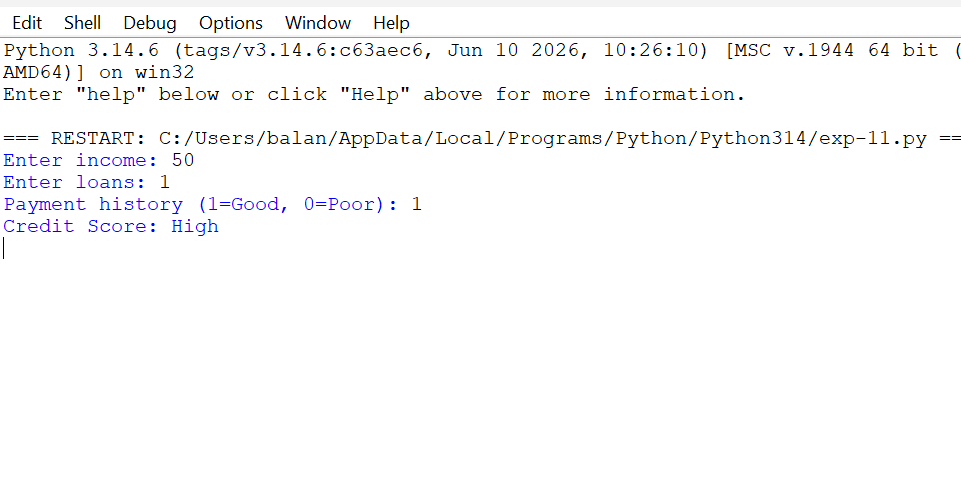 Edit Shell Debug Options Window Help
Python 3.14.6 (tags/v3.14.6:c63aec6, Jun 10 2026, 10:26:10) [MSC v.1944 64 bit (
AMD64)] on win32
Enter "help" below or click "Help" above for more information.
=== RESTART: C:/Users/balan/AppData/Local/Programs/Python/Python314/exp-11.py ==
Enter income: 50
Enter loans: 1
Payment history (1=Good, 0=Poor): 1
Credit Score: High